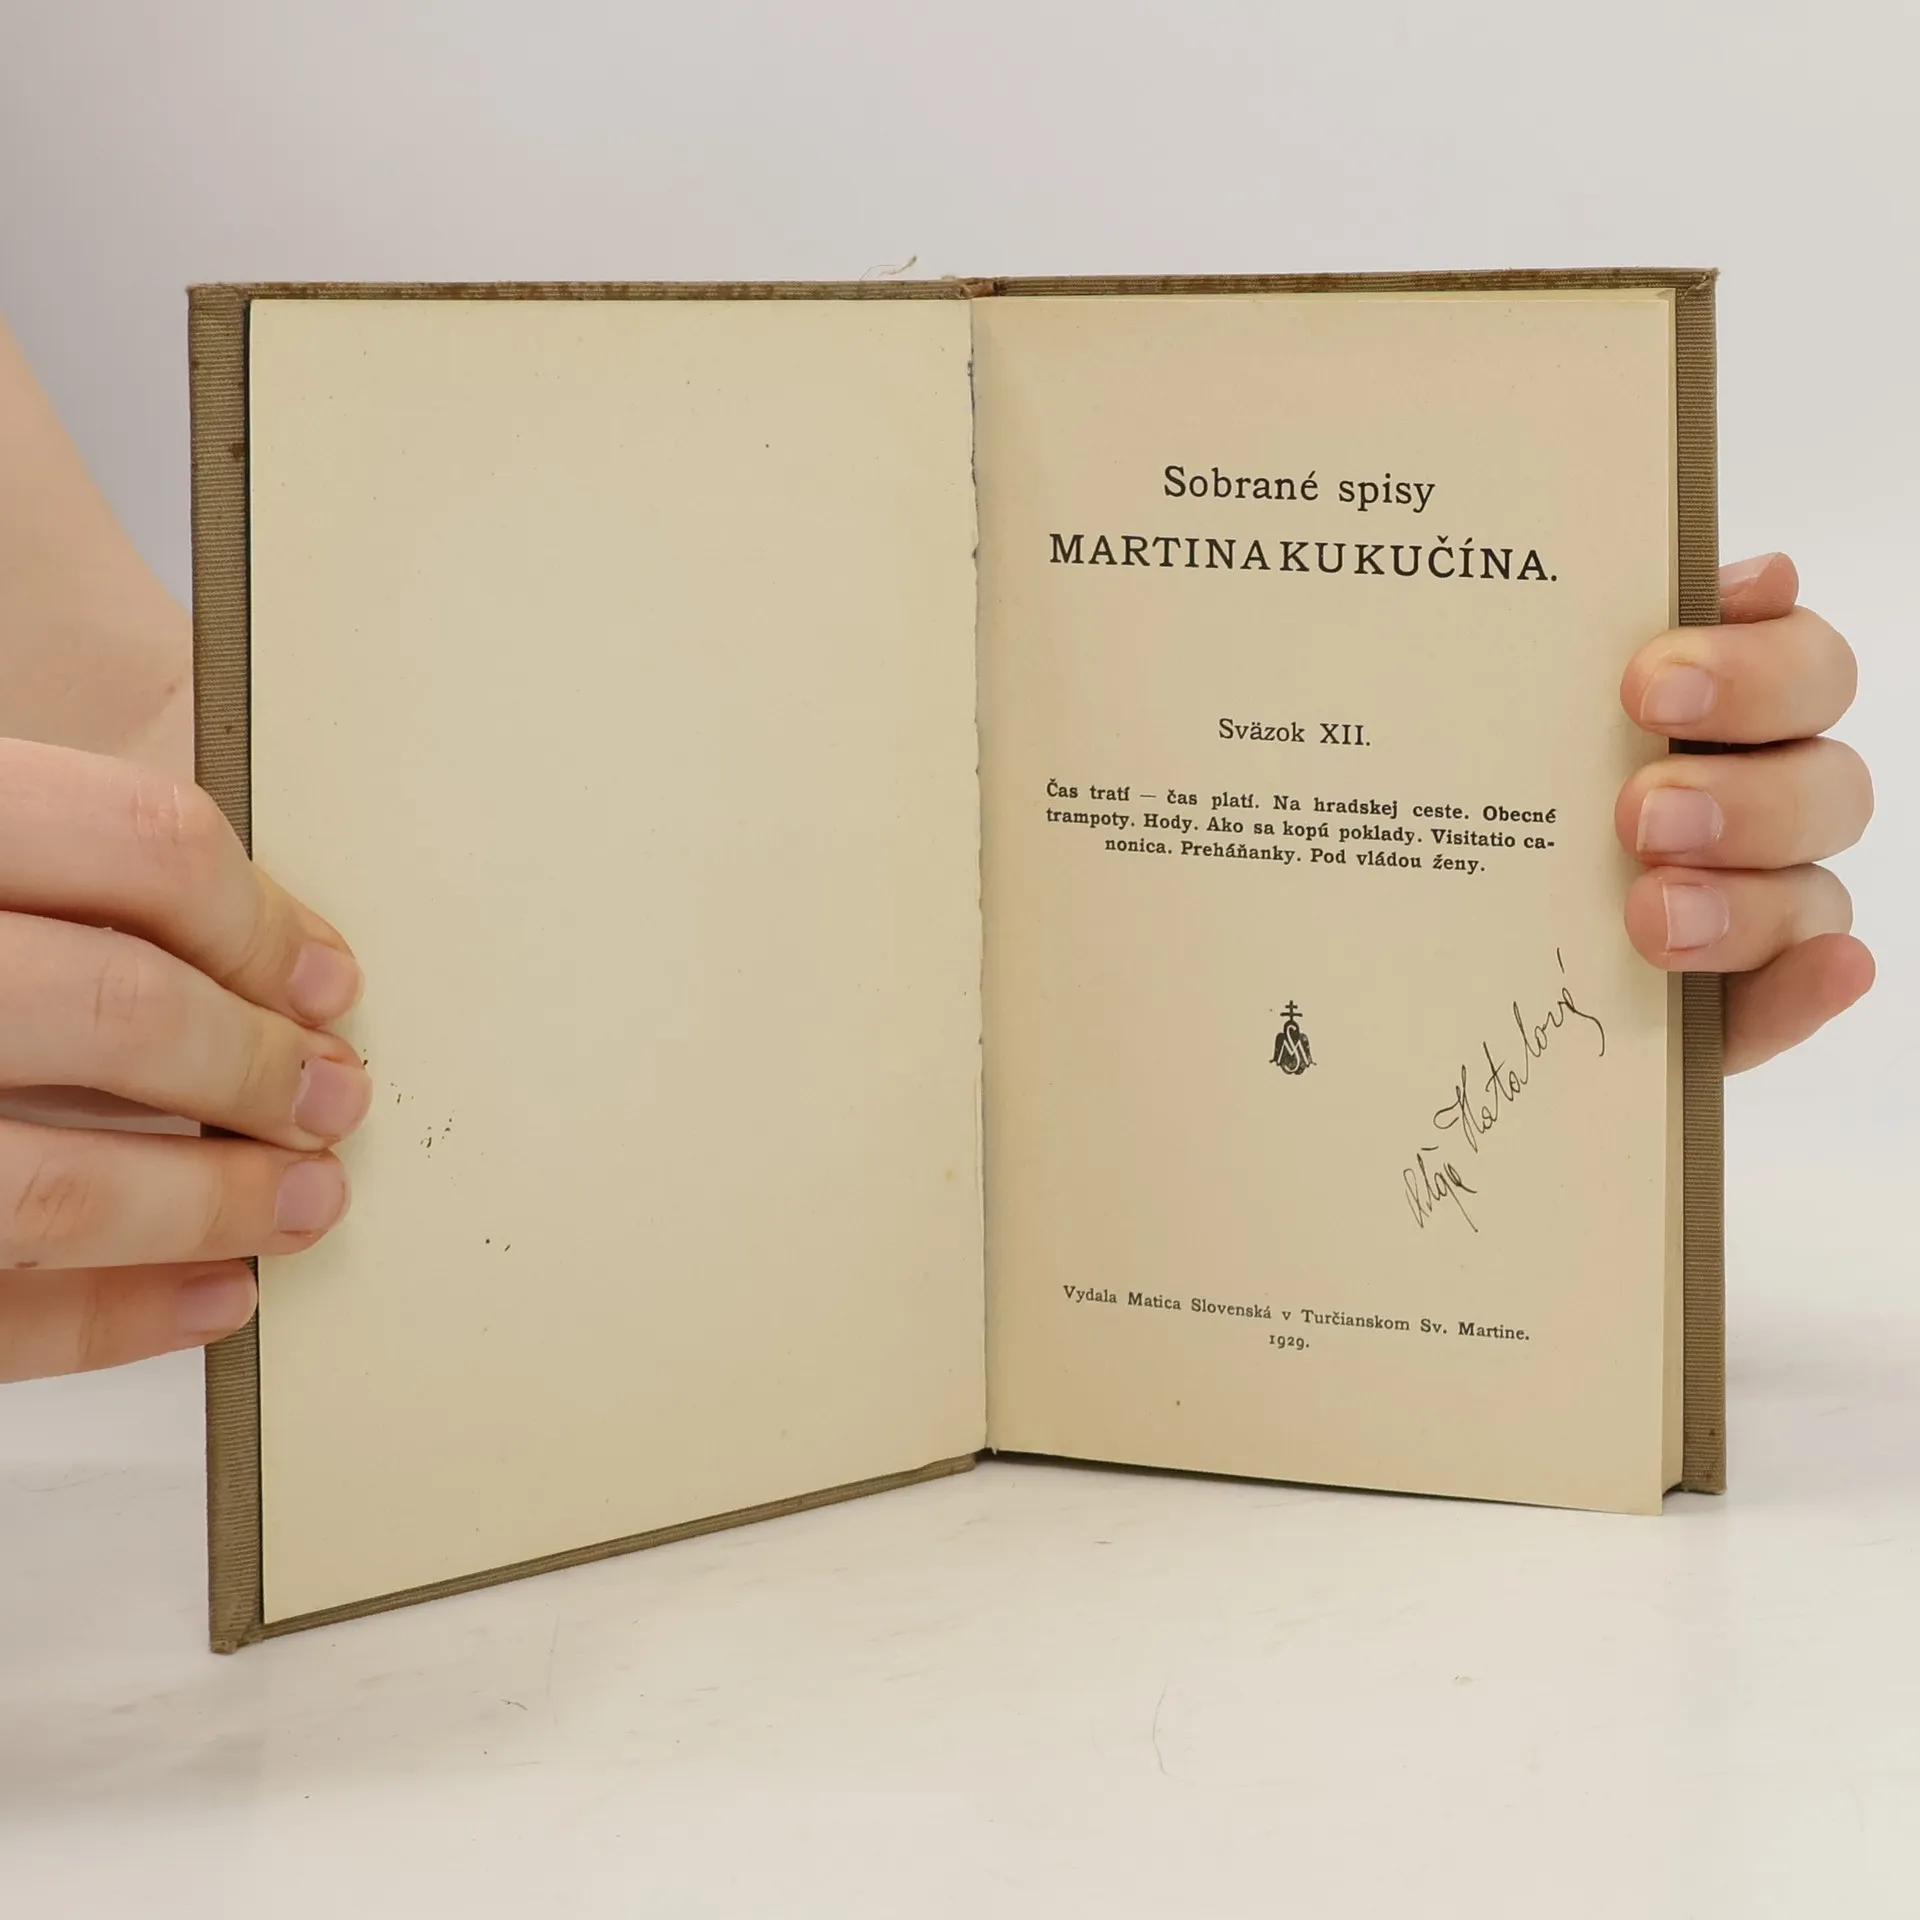 Sobrané spisy
MARTINA KUKUČÍNA.
Sväzok XII.
Čas tratí — čas platí. Na hradskej ceste. Obecné
trampoty. Hody. Ako sa kopú poklady. Visitatio ca-
nonica. Preháňanky. Pod vládou ženy.
Vydala Matica Slovenská v Turčianskom Sv. Martine.
1929.